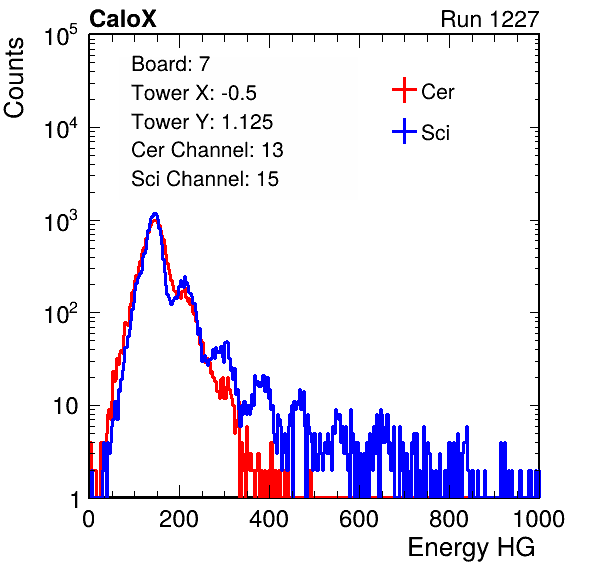 CaloX Run 1227
Counts
10^5
10^4
10^3
10^2
10
1
Board: 7
Tower X: -0.5
Tower Y: 1.125
Cer Channel: 13
Sci Channel: 15
Cer
Sci
0 200 400 600 800 1000
Energy HG